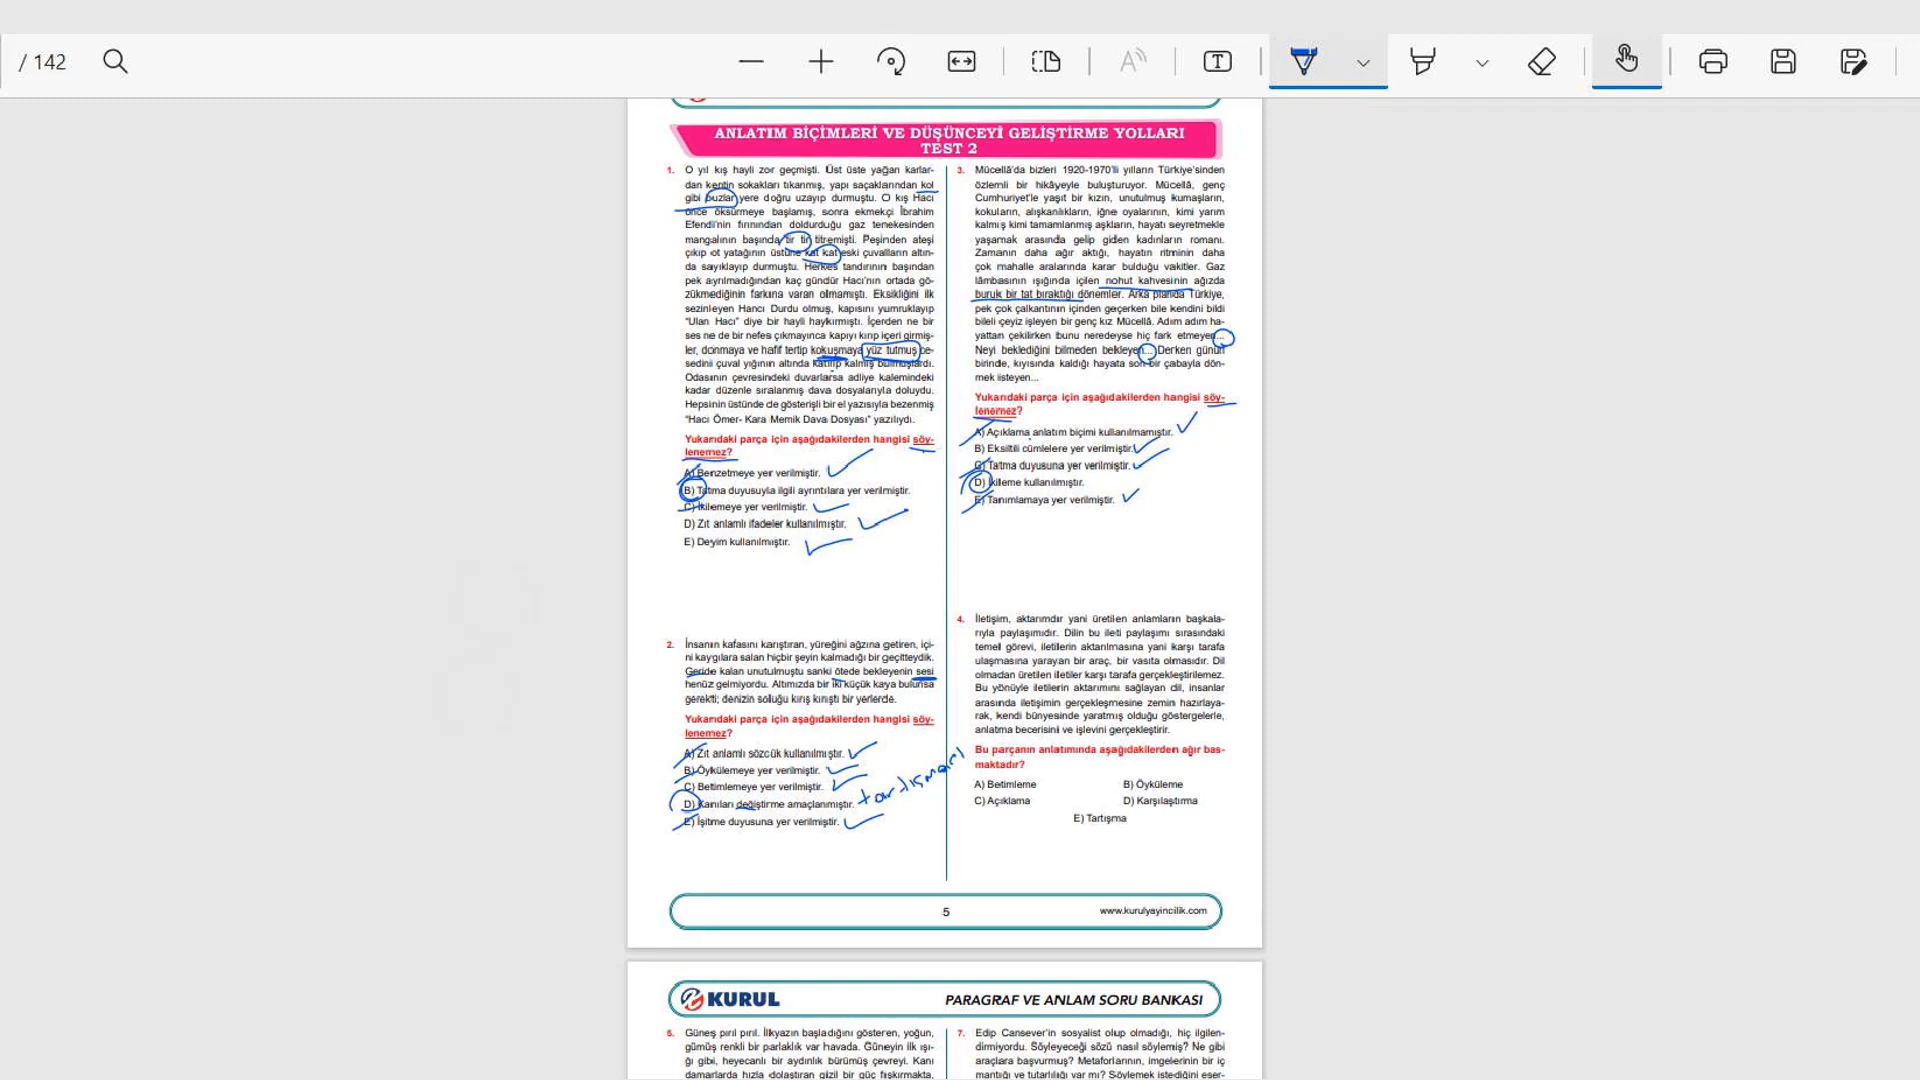 / 142
ANLATIM BİÇİMLERİ VE DÜŞÜNCEYİ GELİŞTİRME YOLLARI
TEST 2
1. O yıl kış hayli zor geçmişti. Üst üste yağan karlar-
dan kentin sokakları tıkanmış, yapı saçaklarından kol
gibi buzlar yere doğru uzayıp durmuştu. O kış Hacı
önce öksürmeye başlamış, sonra ekmekçi İbrahim
Efendi'nin fırınından doldurduğu gaz tenekesinden
mangalının başında tir tir titremişti. Peşinden ateşi
çıkıp ot yatağının üstüne kat kat eski çuvalların altın-
da sayıklayıp durmuştu. Herkes tandırının başından
pek ayrılmadığından kaç gündür Hacı'nın ortada gö-
zükmediğinin farkına varan olmamıştı. Eksikliğini ilk
sezinleyen Hancı Durdu olmuş, kapısını yumruklayıp
"Ulan Hacı" diye bir hayli haykırmıştı. İçerden ne bir
ses ne de bir nefes çıkmayınca kapıyı kırıp içeri girmiş-
ler, donmaya ve hafif tertip kokuşmaya yüz tutmuş ce-
sedini çuval yığının altında katılıp kalmış bulmuşlardı.
Odasının çevresindeki duvarlarsa adliye kalemindeki
kadar düzenle sıralanmış dava dosyalarıyla doluydu.
Hepsinin üstünde de gösterişli bir el yazısıyla bezenmiş
"Hacı Ömer- Kara Memik Dava Dosyası" yazılıydı.
Yukarıdaki parça için aşağıdakilerden hangisi söy-
lenemez?
A) Benzetmeye yer verilmiştir.
B) Tatma duyusuyla ilgili ayrıntılara yer verilmiştir.
C) İkilemeye yer verilmiştir.
D) Zıt anlamlı ifadeler kullanılmıştır.
E) Deyim kullanılmıştır.
2. İnsanın kafasını karıştıran, yüreğini ağzına getiren, içi-
ni kaygılara salan hiçbir şeyin kalmadığı bir geçitteydik.
Geride kalan unutulmuştu sanki ötede bekleyenin sesi
henüz gelmiyordu. Altımızda bir iki küçük kaya bulunsa
gerekti; denizin soluğu kırış kırıştı bir yerlerde.
Yukarıdaki parça için aşağıdakilerden hangisi söy-
lenemez?
A) Zıt anlamlı sözcük kullanılmıştır.
B) Öykülemeye yer verilmiştir.
C) Betimlemeye yer verilmiştir.
D) Kanıları değiştirme amaçlanmıştır.
E) İşitme duyusuna yer verilmiştir.
3. Mücellâ'da bizleri 1920-1970'li yılların Türkiye'sinden
özlemli bir hikâyeyle buluşturuyor. Mücellâ, genç
Cumhuriyet'le yaşıt bir kızın, unutulmuş kumaşların,
kokuların, alışkanlıkların, iğne oyalarının, kimi yarım
kalmış kimi tamamlanmış aşkların, hayatı seyretmekle
yaşamak arasında gelip giden kadınların romanı.
Zamanın daha ağır aktığı, hayatın ritminin daha
çok mahalle aralarında karar bulduğu vakitler. Gaz
lâmbasının ışığında içilen nohut kahvesinin ağızda
buruk bir tat bıraktığı dönemler. Arka planda Türkiye,
pek çok çalkantının içinden geçerken bile kendini bildi
bileli çeyiz işleyen bir genç kız Mücellâ. Adım adım ha-
yattan çekilirken bunu neredeyse hiç fark etmeyen...
Neyi beklediğini bilmeden bekleyen... Derken günün
birinde, kıyısında kaldığı hayata son bir çabayla dön-
mek isteyen...
Yukarıdaki parça için aşağıdakilerden hangisi söy-
lenemez?
A) Açıklama anlatım biçimi kullanılmamıştır.
B) Eksiltili cümlelere yer verilmiştir.
C) Tatma duyusuna yer verilmiştir.
D) İkileme kullanılmıştır.
E) Tanımlamaya yer verilmiştir.
4. İletişim, aktarımdır yani üretilen anlamların başkala-
rıyla paylaşımıdır. Dilin bu ileti paylaşımı sırasındaki
temel görevi, iletilerin aktarılmasına yani karşı tarafa
ulaşmasına yarayan bir araç, bir vasıta olmasıdır. Dil
olmadan üretilen iletiler karşı tarafa gerçekleştirilemez.
Bu yönüyle iletilerin aktarımını sağlayan dil, insanlar
arasında iletişimin gerçekleşmesine zemin hazırlaya-
rak, kendi bünyesinde yaratmış olduğu göstergelerle,
anlatma becerisini ve işlevini gerçekleştirir.
Bu parçanın anlatımında aşağıdakilerden ağır bas-
maktadır?
A) Betimleme B) Öyküleme
C) Açıklama D) Karşılaştırma
E) Tartışma
5 www.kurulyayincilik.com
KURUL PARAGRAF VE ANLAM SORU BANKASI
Güneş pırıl pırıl. İlkyazın başladığını gösteren, yoğun,
gümüş renkli bir parlaklık var havada. Güneyin ilk ışı-
ğı gibi, heyecanlı bir aydınlık bürümüş çevreyi. Kanı
damarlarda hızla dolaştıran gizil bir güç fışkırmakta,
7. Edip Cansever'in sosyalist olup olmadığı, hiç ilgilen-
dirmiyordu. Söyleyeceği sözü nasıl söylemiş? Ne gibi
araçlara başvurmuş? Metaforlarının, imgelerinin bir iç
mantığı ve tutarlılığı var mı? Söylemek istediğini eser-